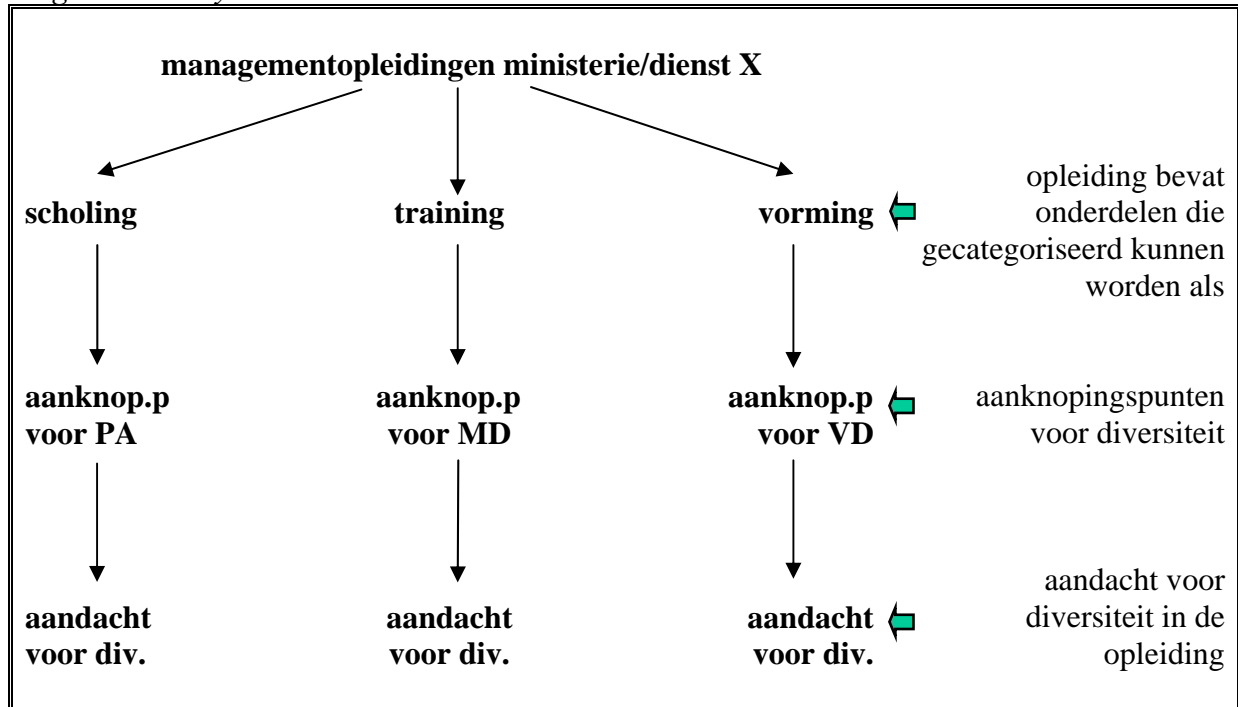 managementopleidingen ministerie/dienst X
scholing
training
vorming
opleiding bevat
onderdelen die
gecategoriseerd kunnen
worden als
aanknop.p
voor PA
aanknop.p
voor MD
aanknop.p
voor VD
aanknopingspunten
voor diversiteit
aandacht
voor div.
aandacht
voor div.
aandacht
voor div.
aandacht voor
diversiteit in de
opleiding